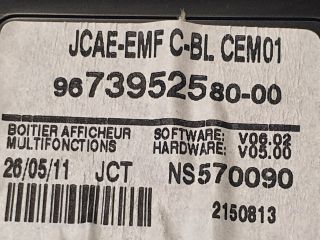 JCAE-EMF C-BL CEM01
9673952580-00
BOITIER AFFICHEUR SOFTWARE: V06.02
MULTIFONCTIONS HARDWARE: V05.00
26/05/11 JCT NS570090
2150813